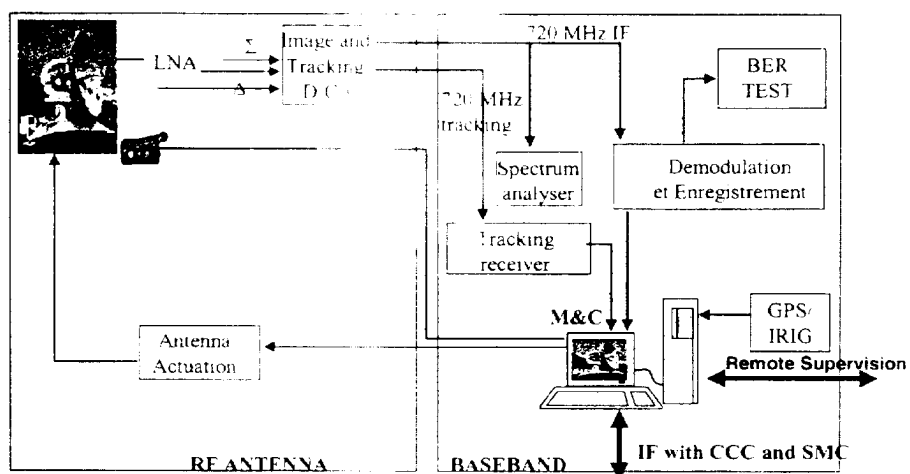 Σ
LNA
Δ
Image and
Tracking
D/C
720 MHz IF
720 MHz
tracking
BER
TEST
Spectrum
analyser
Demodulation
et Enregistrement
Tracking
receiver
M&C
GPS/
IRIG
Antenna
Actuation
Remote Supervision
RF ANTENNA
BASEBAND
IF with CCC and SMC